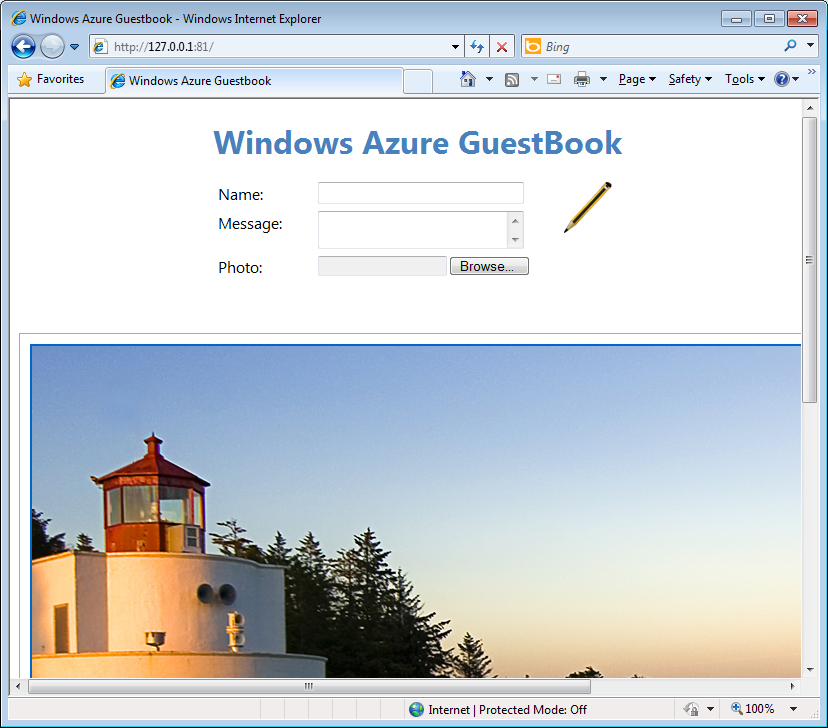 Windows Azure Guestbook - Windows Internet Explorer
http://127.0.0.1:81/
Bing
Favorites
Windows Azure Guestbook
Page
Safety
Tools
Windows Azure GuestBook
Name:
Message:
Photo:
Browse...
Internet | Protected Mode: Off
100%